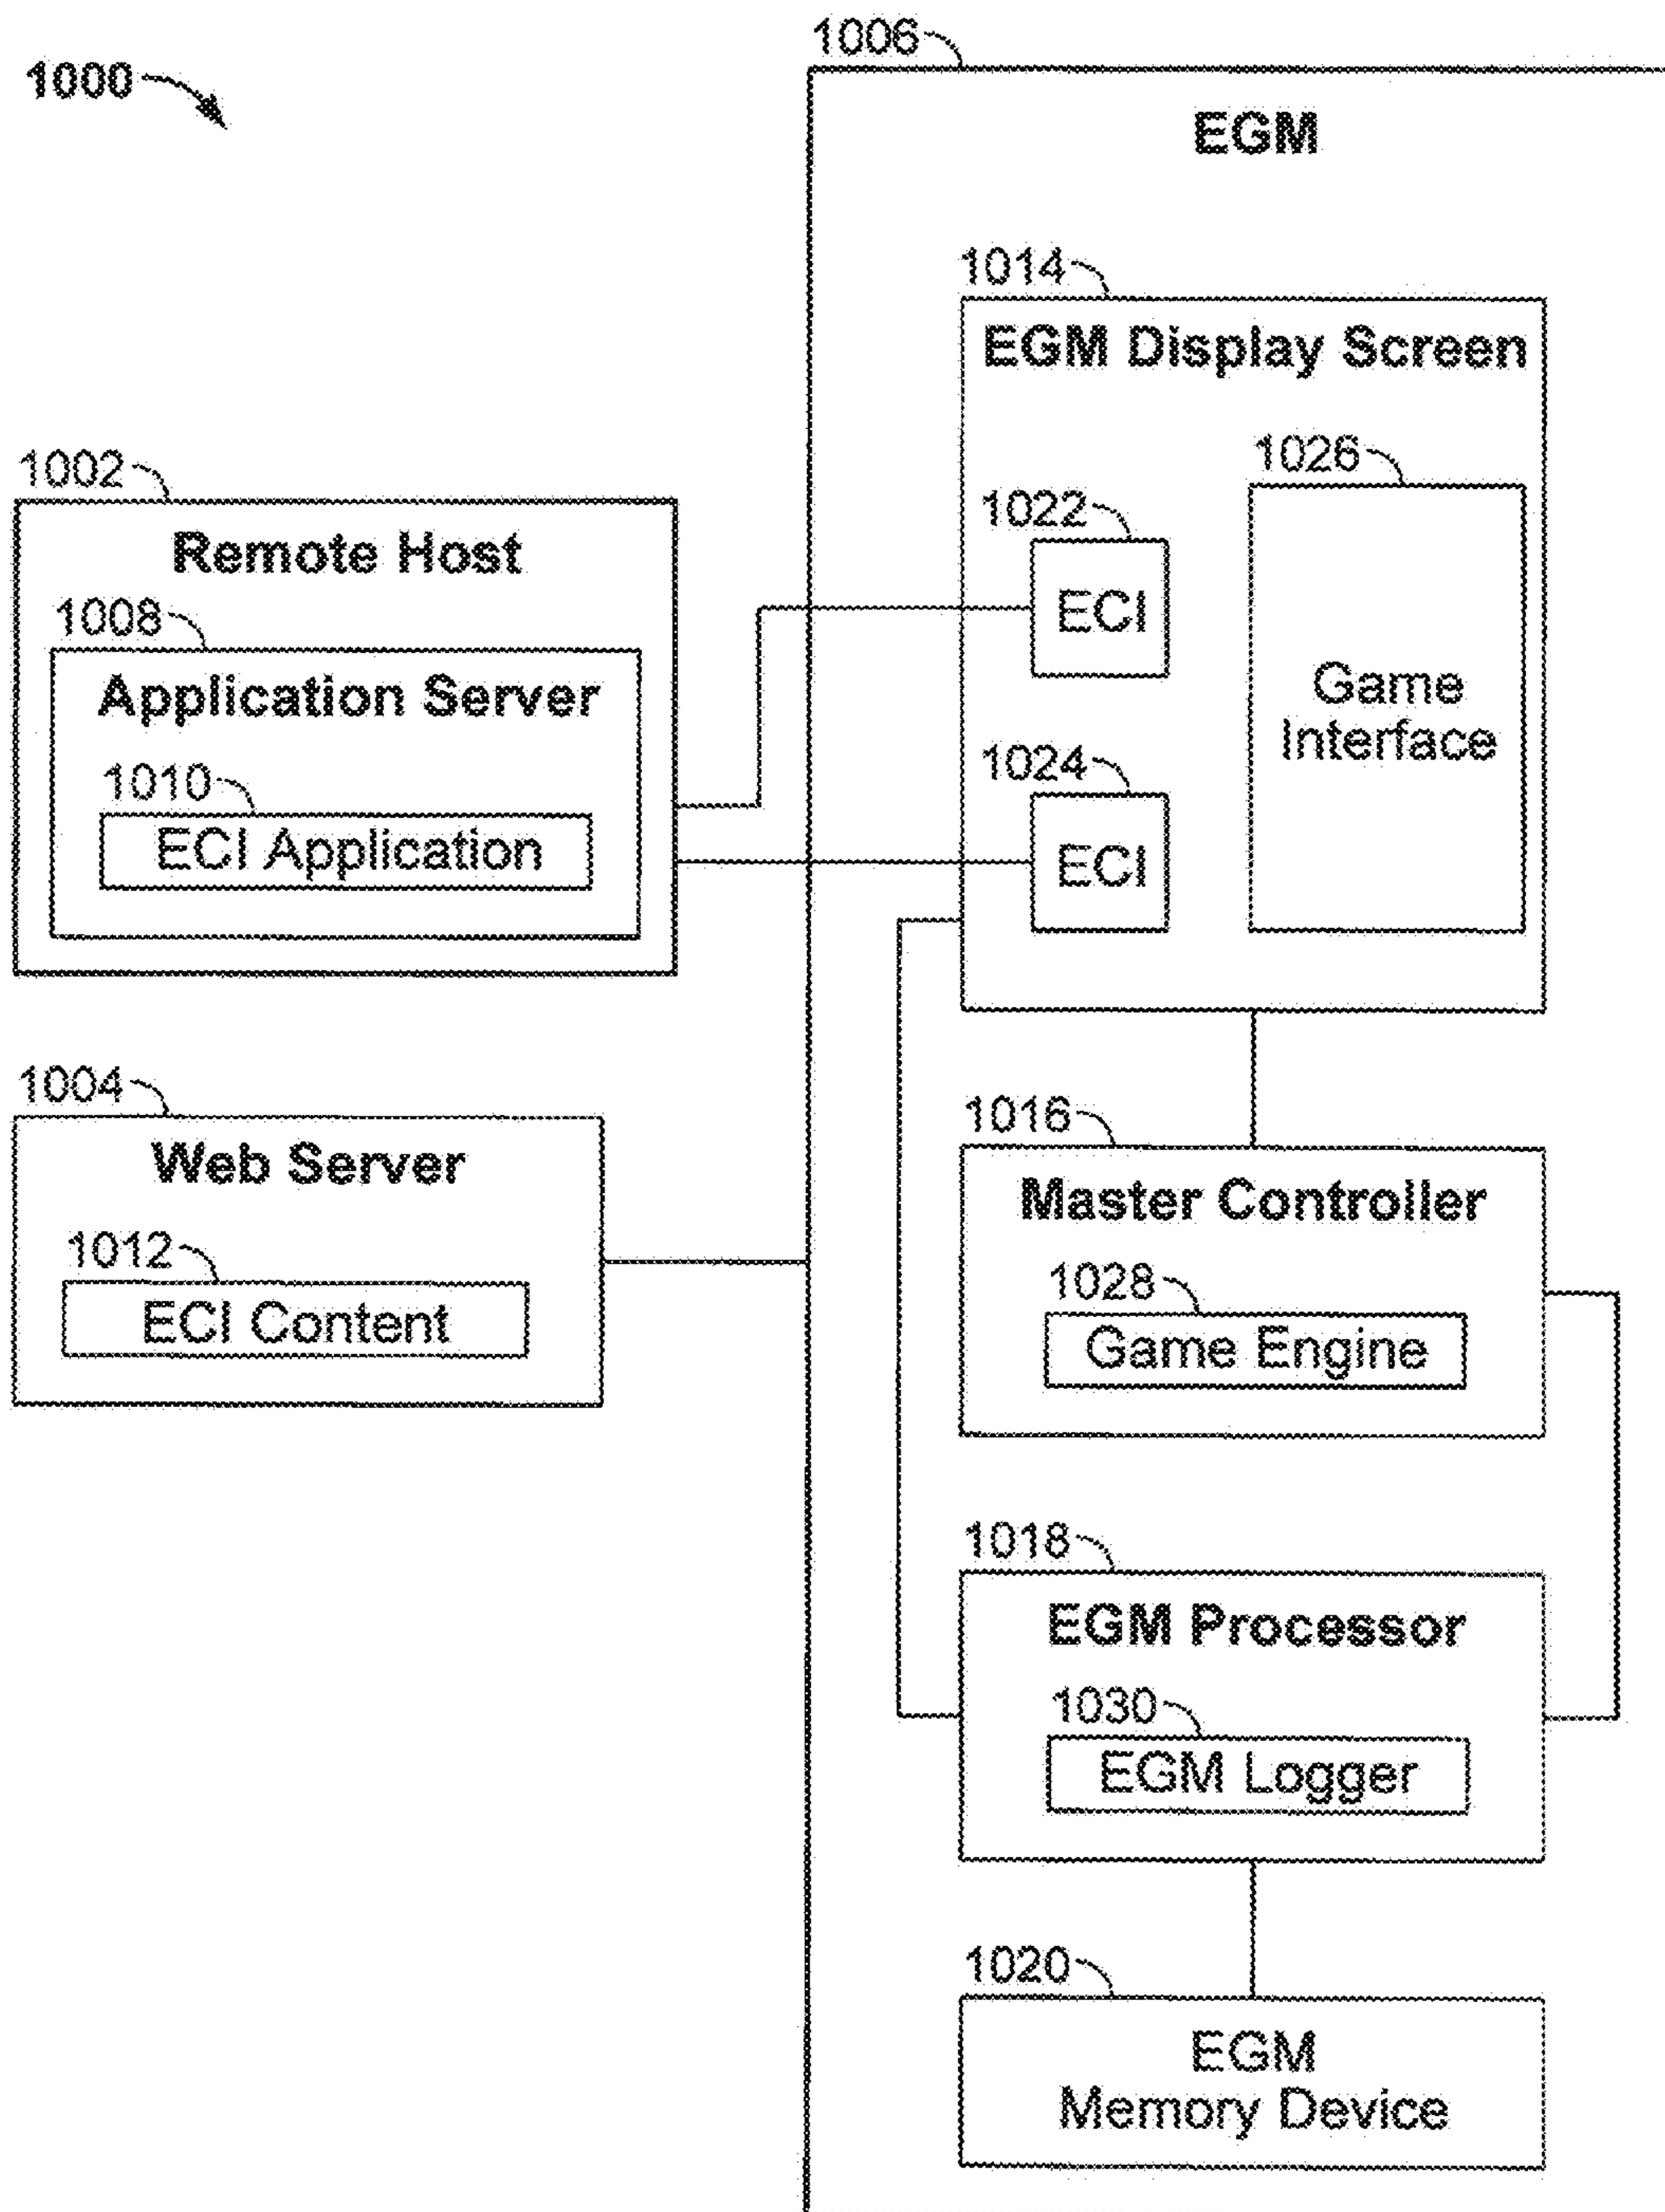 1000
1006
EGM
1014
EGM Display Screen
1026
Game
Interface
1022
ECI
1024
ECI
1002
Remote Host
1008
Application Server
1010
ECI Application
1004
Web Server
1012
ECI Content
1016
Master Controller
1028
Game Engine
1018
EGM Processor
1030
EGM Logger
1020
EGM
Memory Device